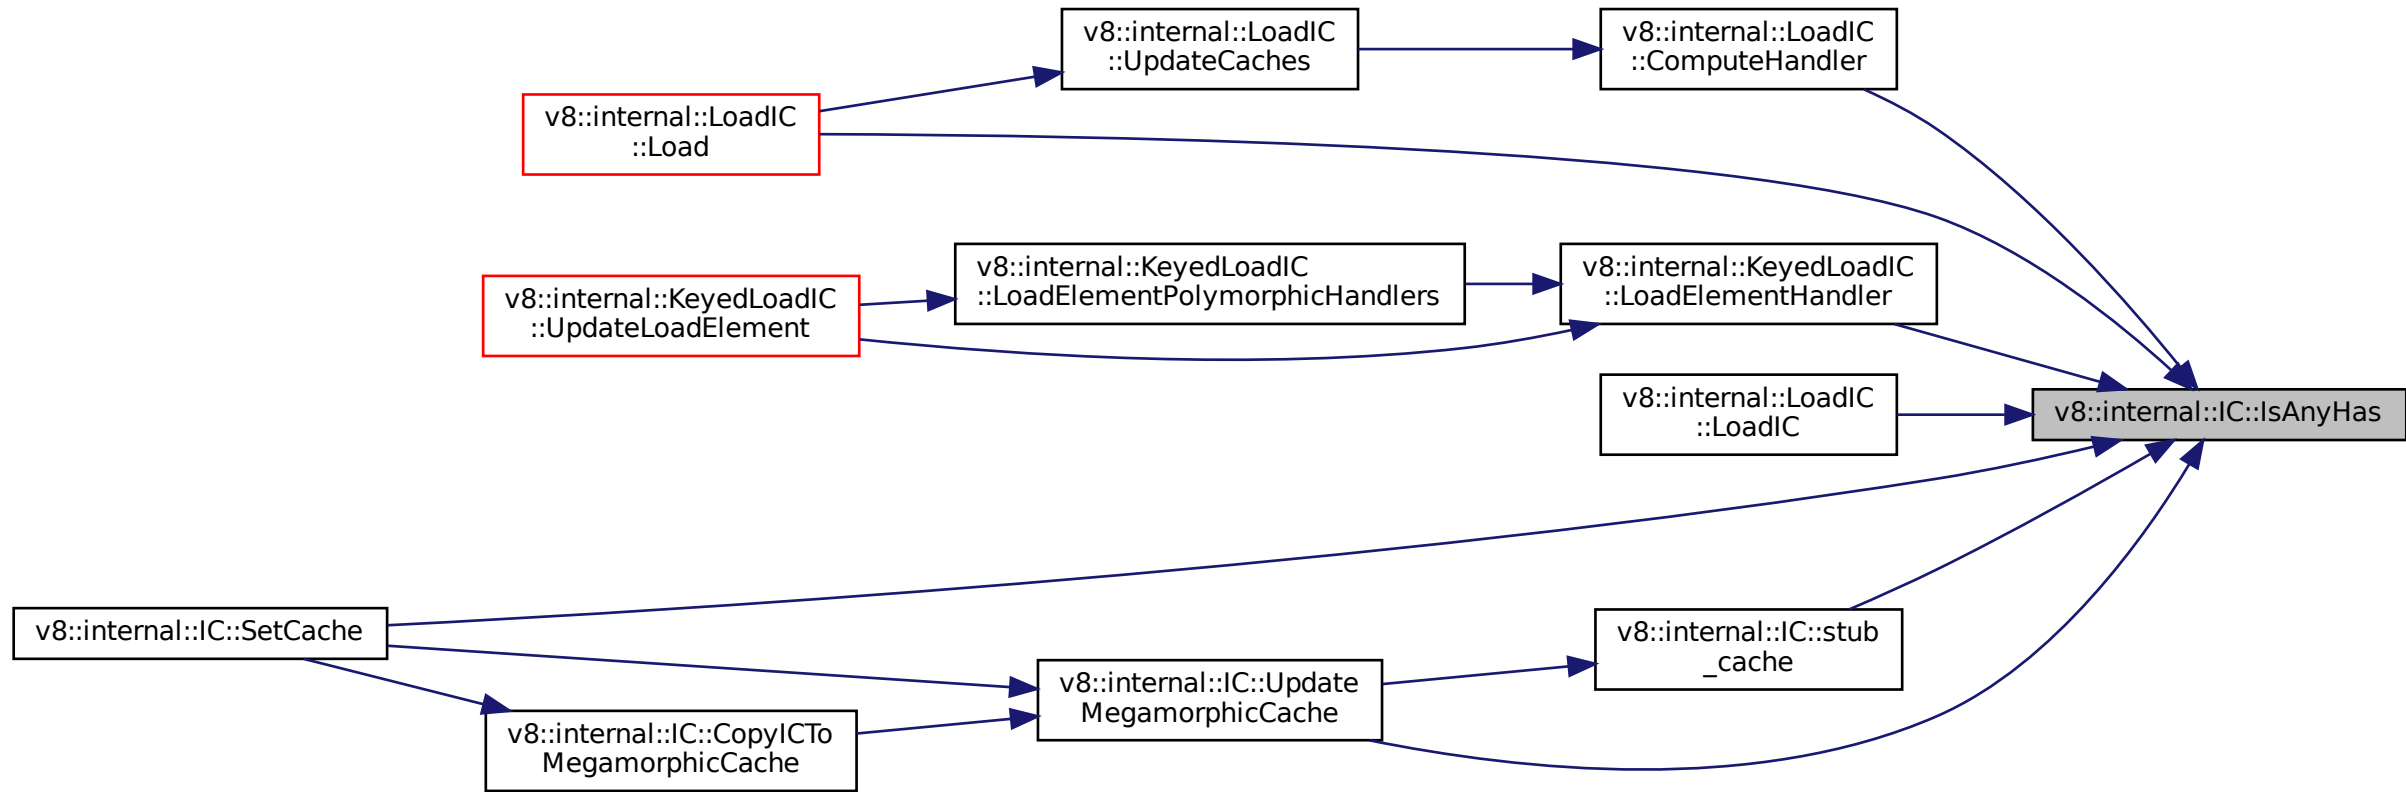 v8::internal::LoadIC
::UpdateCaches
v8::internal::LoadIC
::ComputeHandler
v8::internal::LoadIC
::Load
v8::internal::KeyedLoadIC
::LoadElementPolymorphicHandlers
v8::internal::KeyedLoadIC
::LoadElementHandler
v8::internal::KeyedLoadIC
::UpdateLoadElement
v8::internal::LoadIC
::LoadIC
v8::internal::IC::IsAnyHas
v8::internal::IC::SetCache
v8::internal::IC::stub
_cache
v8::internal::IC::Update
MegamorphicCache
v8::internal::IC::CopyICTo
MegamorphicCache